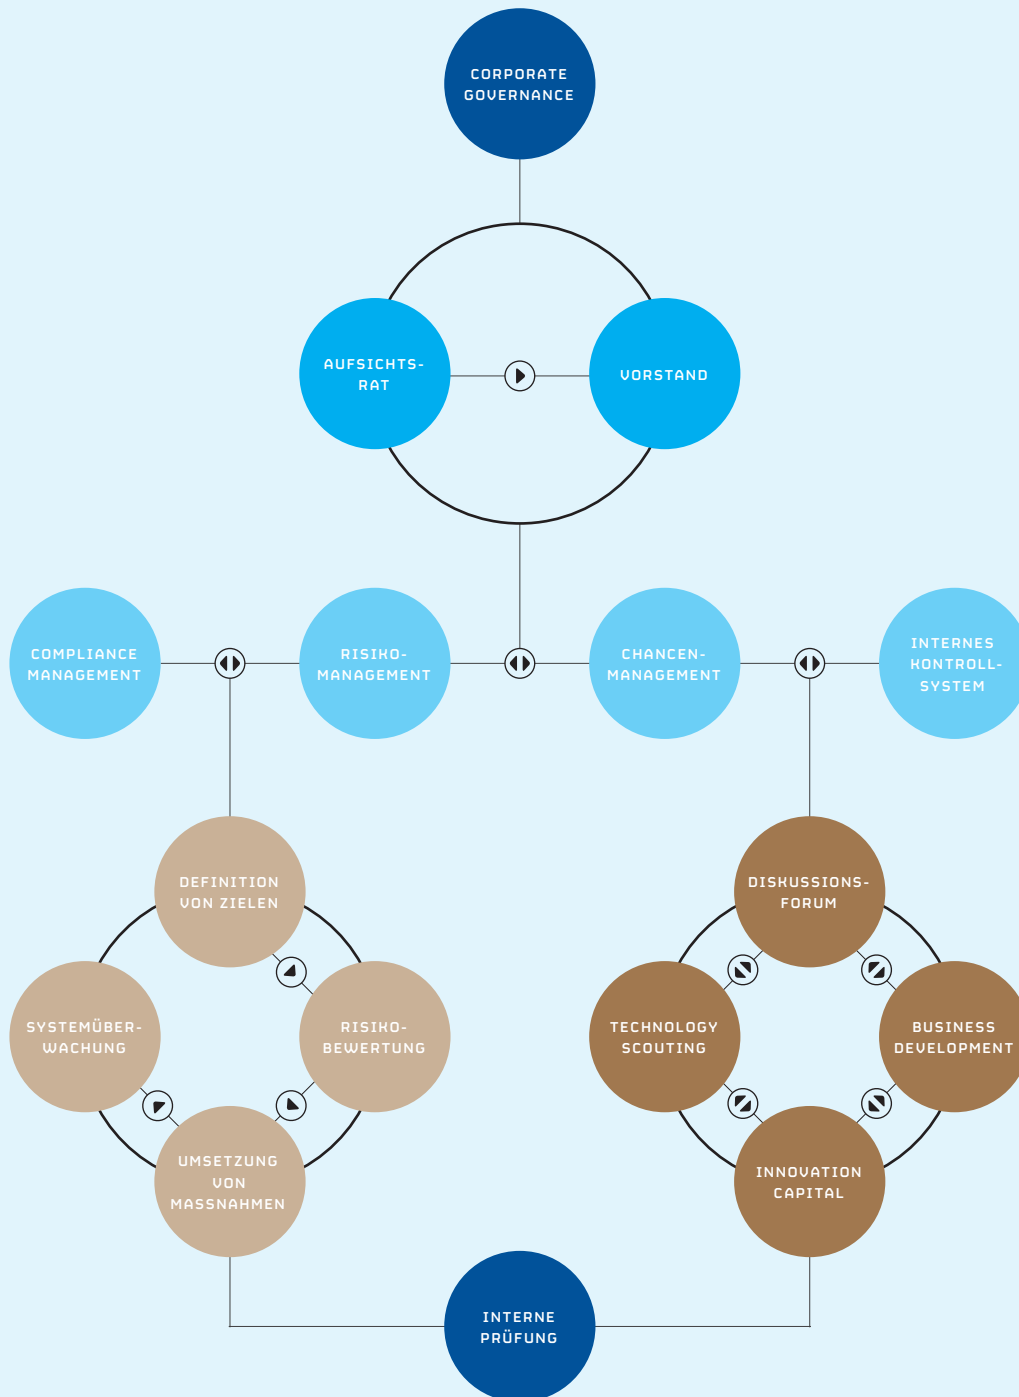 CORPORATE
GOVERNANCE
AUFSICHTS-
RAT
VORSTAND
COMPLIANCE
MANAGEMENT
RISIKO-
MANAGEMENT
CHANCEN-
MANAGEMENT
INTERNES
KONTROLL-
SYSTEM
DEFINITION
VON ZIELEN
SYSTEMÜBER-
WACHUNG
RISIKO-
BEWERTUNG
UMSETZUNG
VON
MASSNAHMEN
DISKUSSIONS-
FORUM
TECHNOLOGY
SCOUTING
BUSINESS
DEVELOPMENT
INNOVATION
CAPITAL
INTERNE
PRÜFUNG